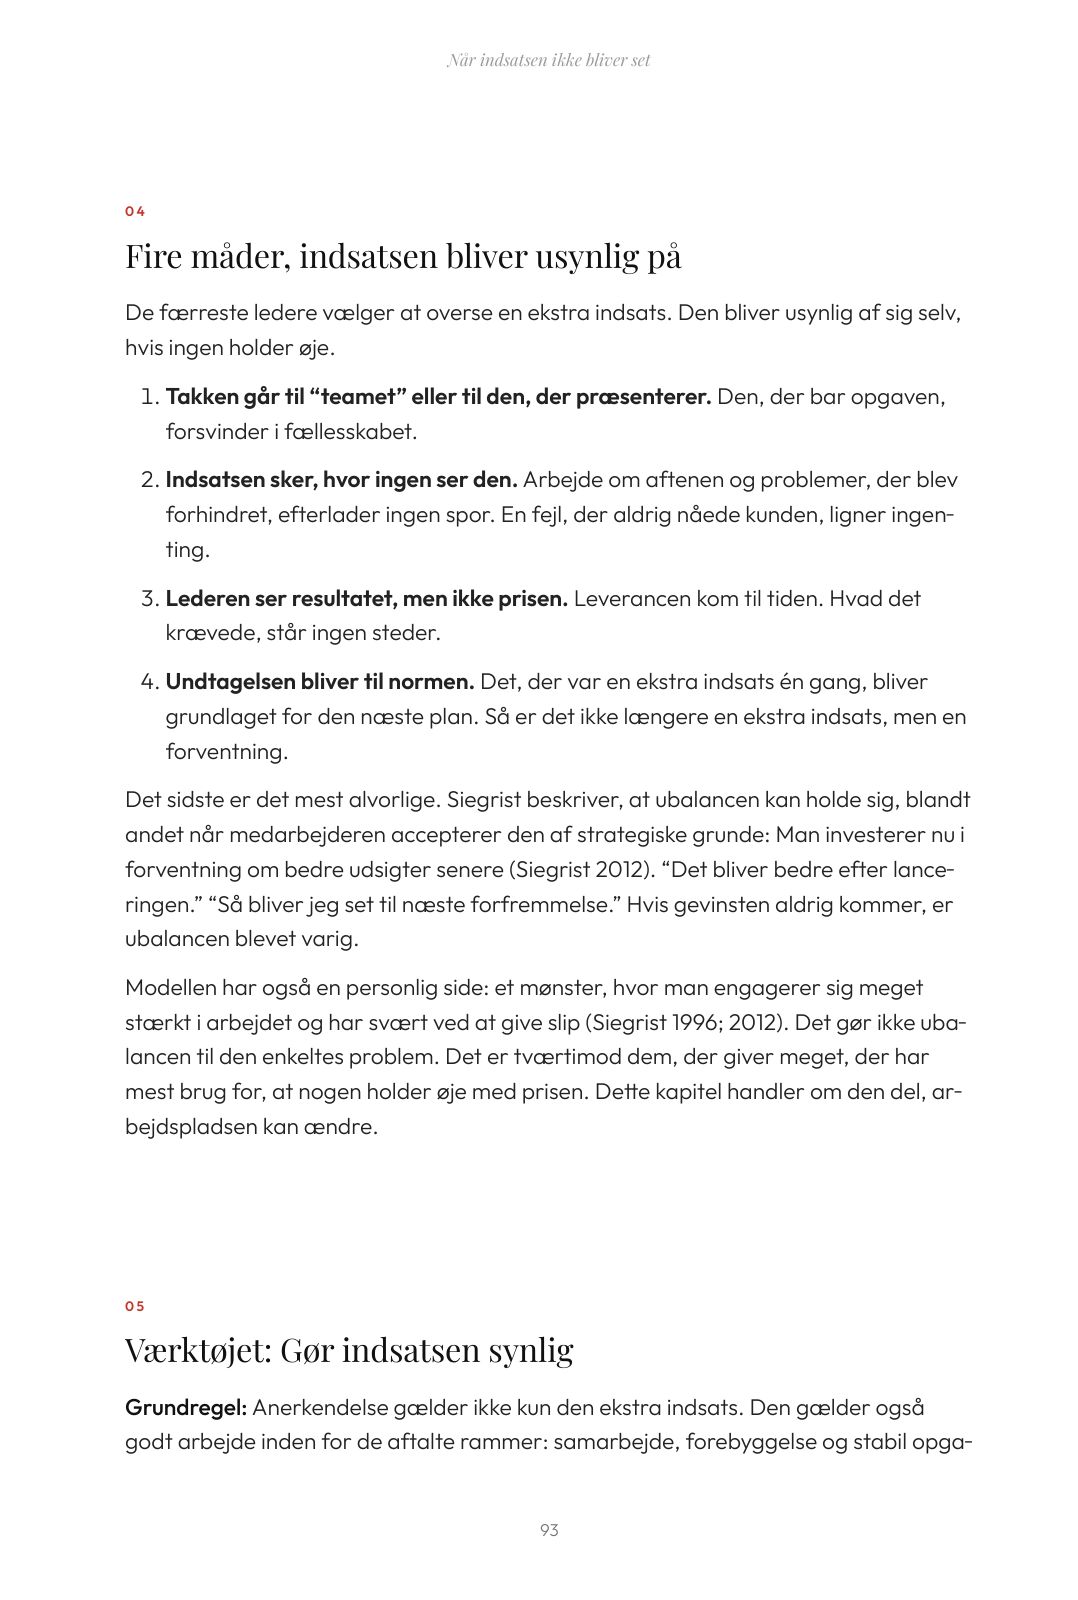 Når indsatsen ikke bliver set
04
Fire måder, indsatsen bliver usynlig på
De færreste ledere vælger at overse en ekstra indsats. Den bliver usynlig af sig selv,
hvis ingen holder øje.
1. Takken går til “teamet” eller til den, der præsenterer. Den, der bar opgaven,
forsvinder i fællesskabet.
2. Indsatsen sker, hvor ingen ser den. Arbejde om aftenen og problemer, der blev
forhindret, efterlader ingen spor. En fejl, der aldrig nåede kunden, ligner ingen-
ting.
3. Lederen ser resultatet, men ikke prisen. Leverancen kom til tiden. Hvad det
krævede, står ingen steder.
4. Undtagelsen bliver til normen. Det, der var en ekstra indsats én gang, bliver
grundlaget for den næste plan. Så er det ikke længere en ekstra indsats, men en
forventning.
Det sidste er det mest alvorlige. Siegrist beskriver, at ubalancen kan holde sig, blandt
andet når medarbejderen accepterer den af strategiske grunde: Man investerer nu i
forventning om bedre udsigter senere (Siegrist 2012). “Det bliver bedre efter lance-
ringen.” “Så bliver jeg set til næste forfremmelse.” Hvis gevinsten aldrig kommer, er
ubalancen blevet varig.
Modellen har også en personlig side: et mønster, hvor man engagerer sig meget
stærkt i arbejdet og har svært ved at give slip (Siegrist 1996; 2012). Det gør ikke uba-
lancen til den enkeltes problem. Det er tværtimod dem, der giver meget, der har
mest brug for, at nogen holder øje med prisen. Dette kapitel handler om den del, ar-
bejdspladsen kan ændre.
05
Værktøjet: Gør indsatsen synlig
Grundregel: Anerkendelse gælder ikke kun den ekstra indsats. Den gælder også
godt arbejde inden for de aftalte rammer: samarbejde, forebyggelse og stabil opga-
93